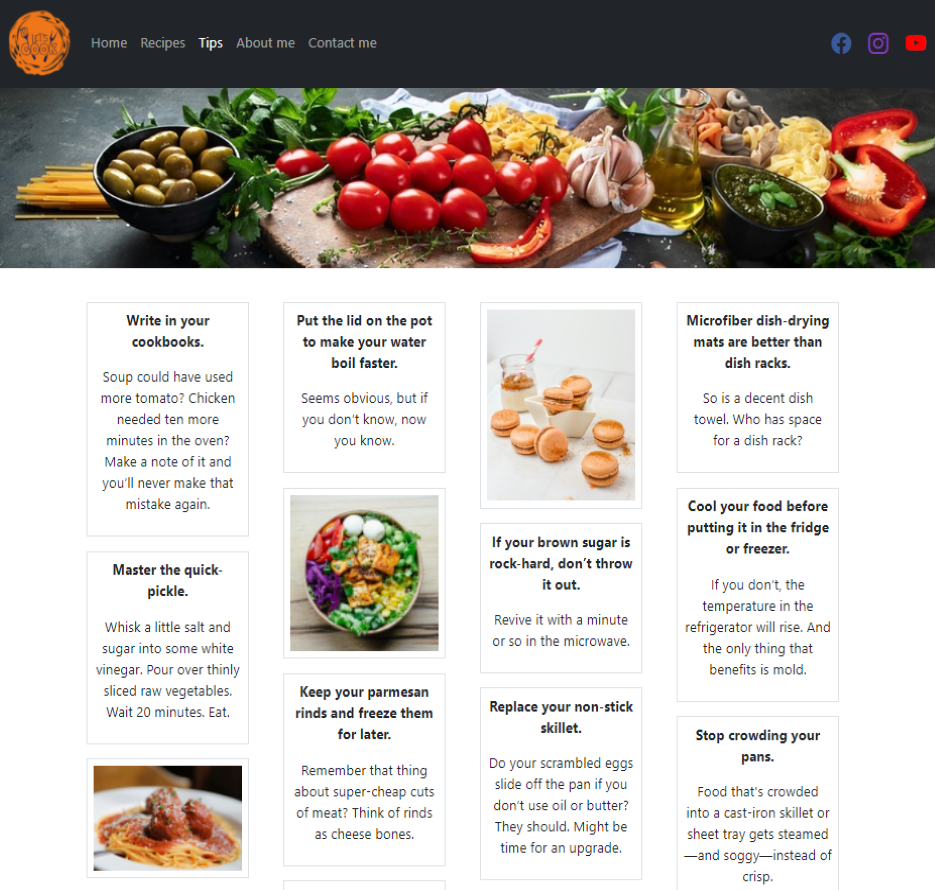 LET'S
COOK
Home Recipes Tips About me Contact me
Write in your
cookbooks.
Soup could have used
more tomato? Chicken
needed ten more
minutes in the oven?
Make a note of it and
you’ll never make that
mistake again.
Master the quick-
pickle.
Whisk a little salt and
sugar into some white
vinegar. Pour over thinly
sliced raw vegetables.
Wait 20 minutes. Eat.
Put the lid on the pot
to make your water
boil faster.
Seems obvious, but if
you don’t know, now
you know.
Keep your parmesan
rinds and freeze them
for later.
Remember that thing
about super-cheap cuts
of meat? Think of rinds
as cheese bones.
If your brown sugar is
rock-hard, don’t throw
it out.
Revive it with a minute
or so in the microwave.
Replace your non-stick
skillet.
Do your scrambled eggs
slide off the pan if you
don’t use oil or butter?
They should. Might be
time for an upgrade.
Microfiber dish-drying
mats are better than
dish racks.
So is a decent dish
towel. Who has space
for a dish rack?
Cool your food before
putting it in the fridge
or freezer.
If you don’t, the
temperature in the
refrigerator will rise. And
the only thing that
benefits is mold.
Stop crowding your
pans.
Food that’s crowded
into a cast-iron skillet or
sheet tray gets steamed
—and soggy—instead of
crisp.